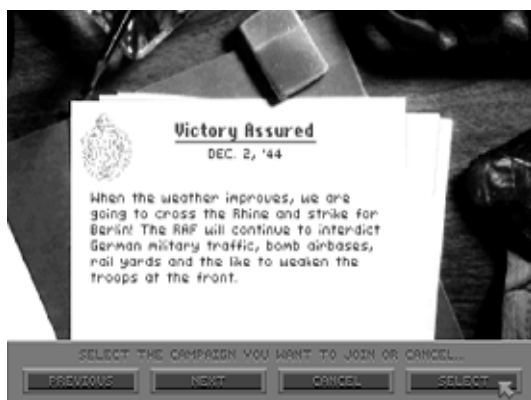 Victory Assured
DEC. 2, '44
When the weather improves, we are
going to cross the Rhine and strike for
Berlin! The RAF will continue to interdict
German military traffic, bomb airbases,
rail yards and the like to weaken the
troops at the front.
SELECT THE CAMPAIGN YOU WANT TO JOIN OR CANCEL...
PREVIOUS NEXT CANCEL SELECT